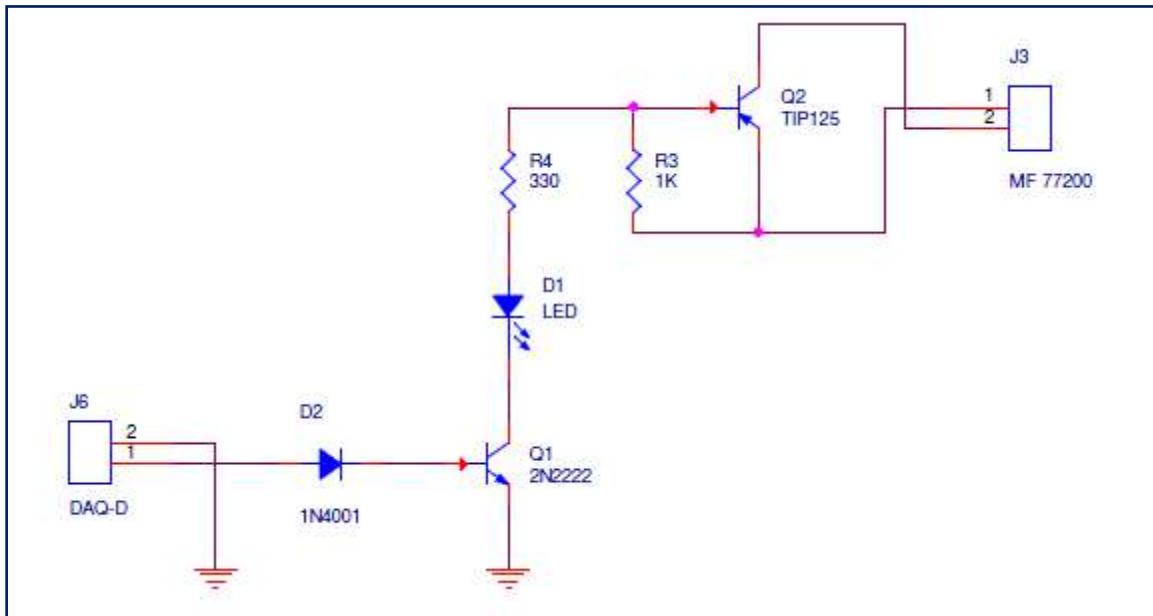 J3
1
2
MF 77200
Q2
TIP125
R4
330
R3
1K
D1
LED
J6
2
1
DAQ-D
D2
1N4001
Q1
2N2222